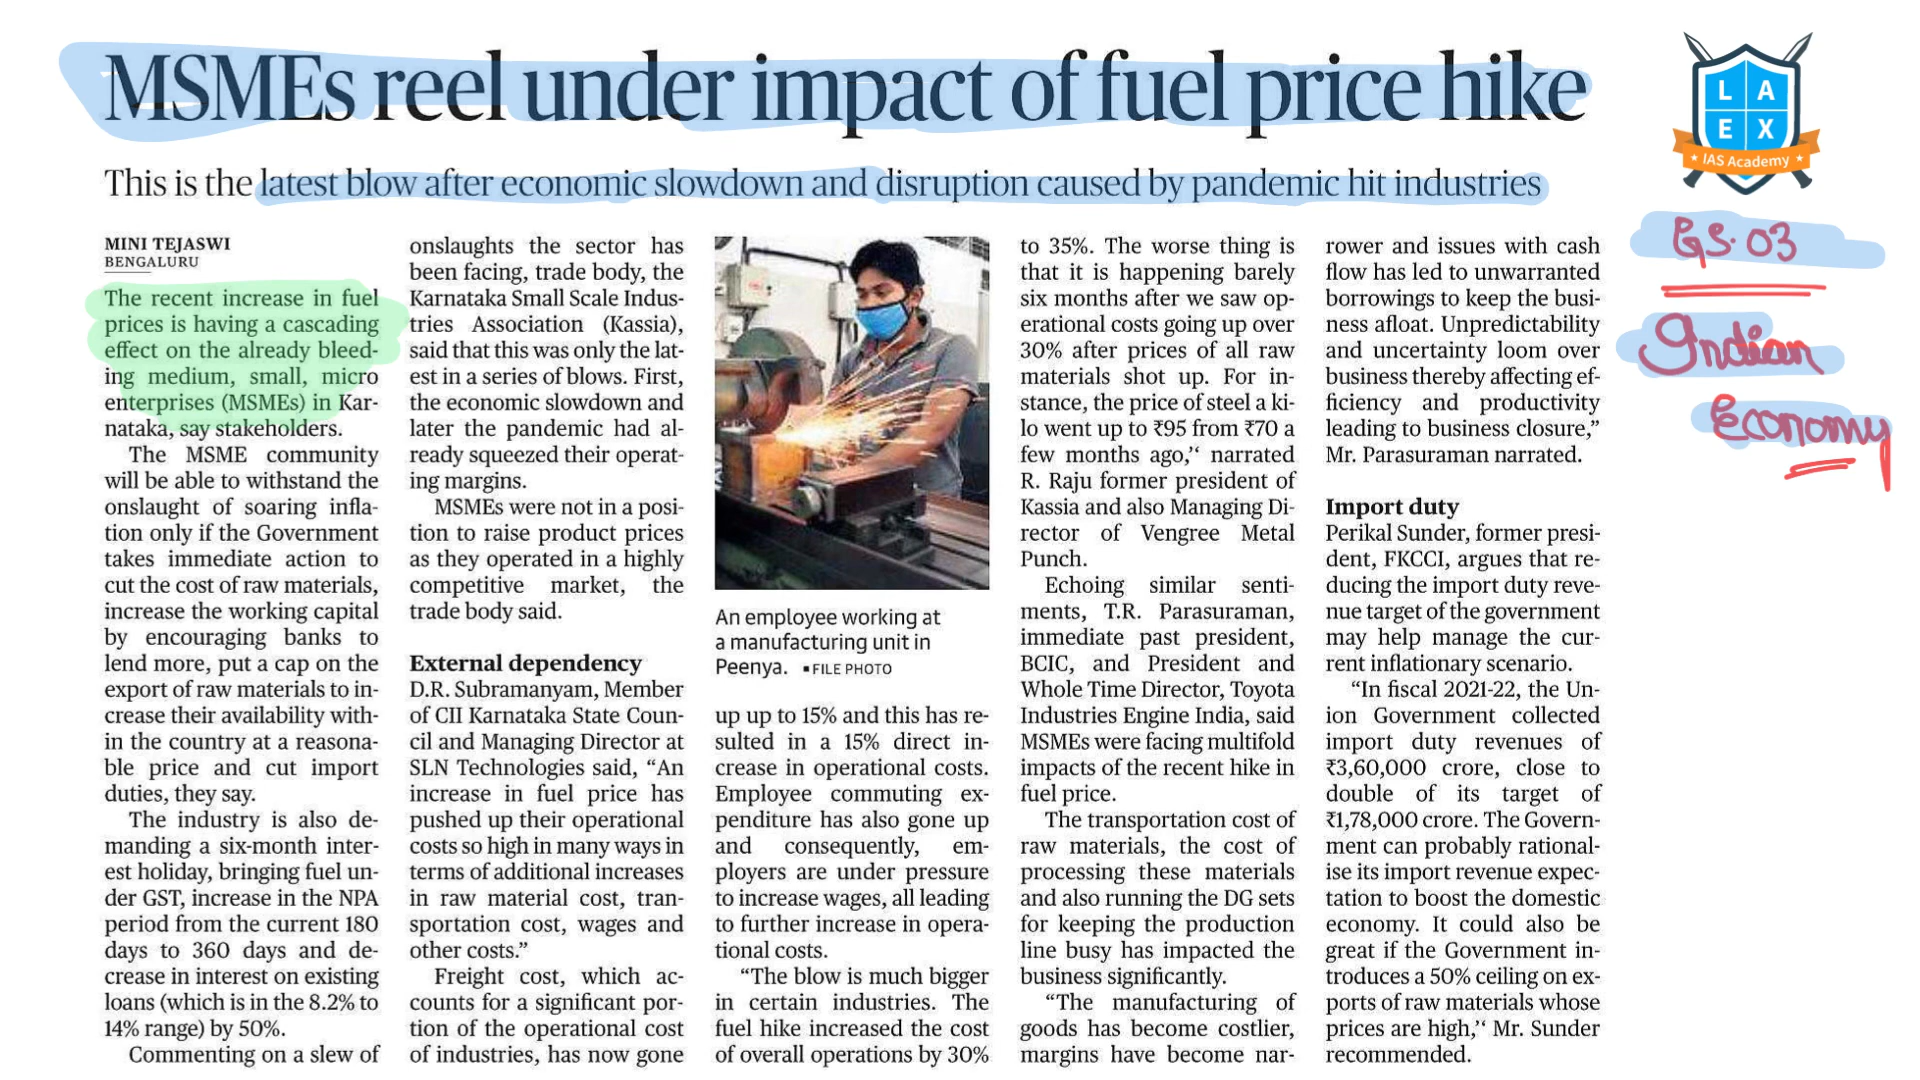 MSMEs reel under impact of fuel price hike
This is the latest blow after economic slowdown and disruption caused by pandemic hit industries
MINI TEJASWI
BENGALURU
The recent increase in fuel
prices is having a cascading
effect on the already bleed-
ing medium, small, micro
enterprises (MSMEs) in Kar-
nataka, say stakeholders.
The MSME community
will be able to withstand the
onslaught of soaring infla-
tion only if the Government
takes immediate action to
cut the cost of raw materials,
increase the working capital
by encouraging banks to
lend more, put a cap on the
export of raw materials to in-
crease their availability with-
in the country at a reasona-
ble price and cut import
duties, they say.
The industry is also de-
manding a six-month inter-
est holiday, bringing fuel un-
der GST, increase in the NPA
period from the current 180
days to 360 days and de-
crease in interest on existing
loans (which is in the 8.2% to
14% range) by 50%.
Commenting on a slew of
onslaughts the sector has
been facing, trade body, the
Karnataka Small Scale Indus-
tries Association (Kassia),
said that this was only the lat-
est in a series of blows. First,
the economic slowdown and
later the pandemic had al-
ready squeezed their operat-
ing margins.
MSMEs were not in a posi-
tion to raise product prices
as they operated in a highly
competitive market, the
trade body said.
External dependency
D.R. Subramanyam, Member
of CII Karnataka State Coun-
cil and Managing Director at
SLN Technologies said, “An
increase in fuel price has
pushed up their operational
costs so high in many ways in
terms of additional increases
in raw material cost, tran-
sportation cost, wages and
other costs.”
Freight cost, which ac-
counts for a significant por-
tion of the operational cost
of industries, has now gone
An employee working at
a manufacturing unit in
Peenya. ▪ FILE PHOTO
up up to 15% and this has re-
sulted in a 15% direct in-
crease in operational costs.
Employee commuting ex-
penditure has also gone up
and consequently, em-
ployers are under pressure
to increase wages, all leading
to further increase in opera-
tional costs.
“The blow is much bigger
in certain industries. The
fuel hike increased the cost
of overall operations by 30%
to 35%. The worse thing is
that it is happening barely
six months after we saw op-
erational costs going up over
30% after prices of all raw
materials shot up. For in-
stance, the price of steel a ki-
lo went up to ₹95 from ₹70 a
few months ago,‘‘ narrated
R. Raju former president of
Kassia and also Managing Di-
rector of Vengree Metal
Punch.
Echoing similar senti-
ments, T.R. Parasuraman,
immediate past president,
BCIC, and President and
Whole Time Director, Toyota
Industries Engine India, said
MSMEs were facing multifold
impacts of the recent hike in
fuel price.
The transportation cost of
raw materials, the cost of
processing these materials
and also running the DG sets
for keeping the production
line busy has impacted the
business significantly.
“The manufacturing of
goods has become costlier,
margins have become nar-
rower and issues with cash
flow has led to unwarranted
borrowings to keep the busi-
ness afloat. Unpredictability
and uncertainty loom over
business thereby affecting ef-
ficiency and productivity
leading to business closure,”
Mr. Parasuraman narrated.
Import duty
Perikal Sunder, former presi-
dent, FKCCI, argues that re-
ducing the import duty reve-
nue target of the government
may help manage the cur-
rent inflationary scenario.
“In fiscal 2021-22, the Un-
ion Government collected
import duty revenues of
₹3,60,000 crore, close to
double of its target of
₹1,78,000 crore. The Govern-
ment can probably rational-
ise its import revenue expec-
tation to boost the domestic
economy. It could also be
great if the Government in-
troduces a 50% ceiling on ex-
ports of raw materials whose
prices are high,‘‘ Mr. Sunder
recommended.
L A
E X
IAS Academy
GS. 03
Indian
Economy